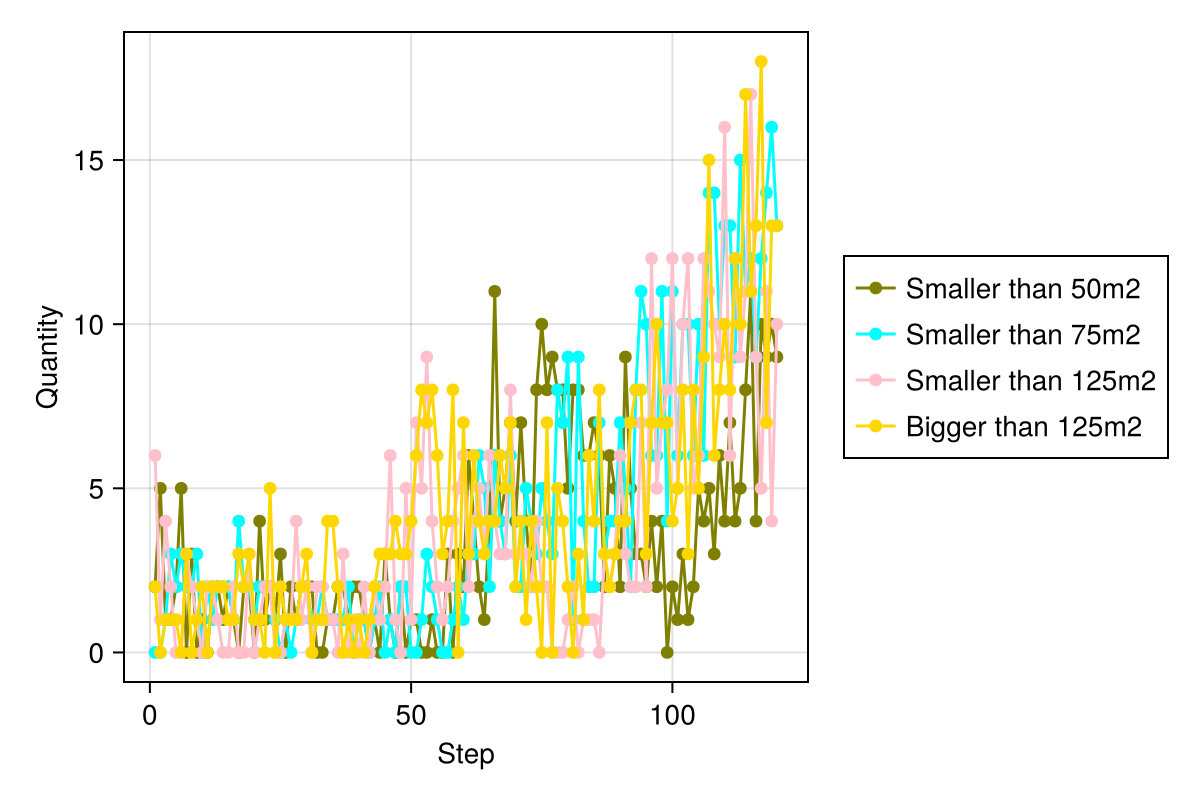 15
10
5
0
Quantity
0 50 100
Step
Smaller than 50m2
Smaller than 75m2
Smaller than 125m2
Bigger than 125m2